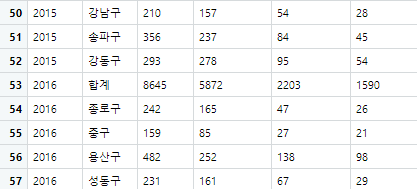 50 2015 강남구 210 157 54 28
51 2015 송파구 356 237 84 45
52 2015 강동구 293 278 95 54
53 2016 합계 8645 5872 2203 1590
54 2016 종로구 242 165 47 26
55 2016 중구 159 85 27 21
56 2016 용산구 482 252 138 98
57 2016 성동구 231 161 67 29